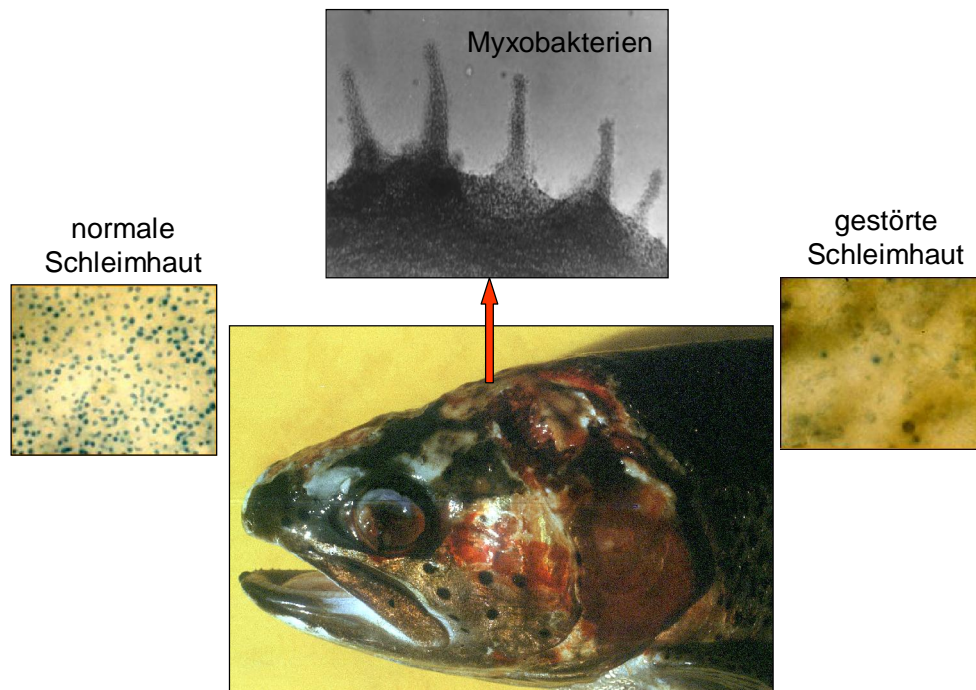 Myxobakterien
normale
Schleimhaut
gestörte
Schleimhaut